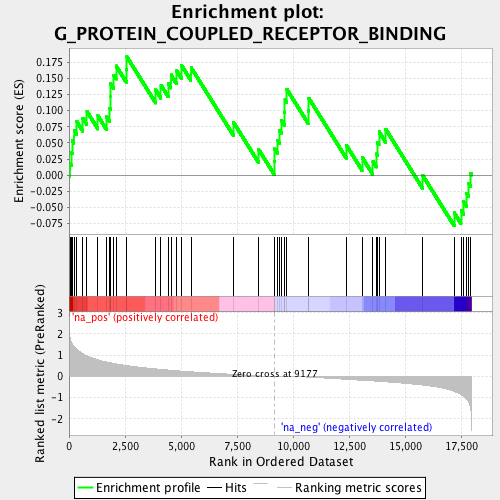 Enrichment plot:
G_PROTEIN_COUPLED_RECEPTOR_BINDING
Enrichment score (ES)
0.175
0.150
0.125
0.100
0.075
0.050
0.025
0.000
-0.025
-0.050
-0.075
'na_pos' (positively correlated)
Ranked list metric (PreRanked)
3
2
1
0
-1
-2
Zero cross at 9177
'na_neg' (negatively correlated)
0
2,500
5,000
7,500
10,000
12,500
15,000
17,500
Rank in Ordered Dataset
Enrichment profile
Hits
Ranking metric scores